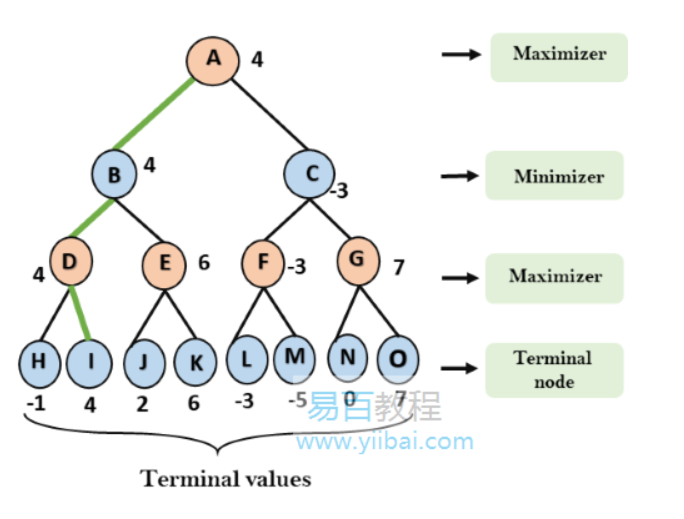 A 4 Maximizer
B 4 C -3 Minimizer
4 D E 6 F -3 G 7 Maximizer
H I J K L M N O Terminal
node
-1 4 2 6 -3 -5 0 7
易百教程
www.yiibai.com
Terminal values